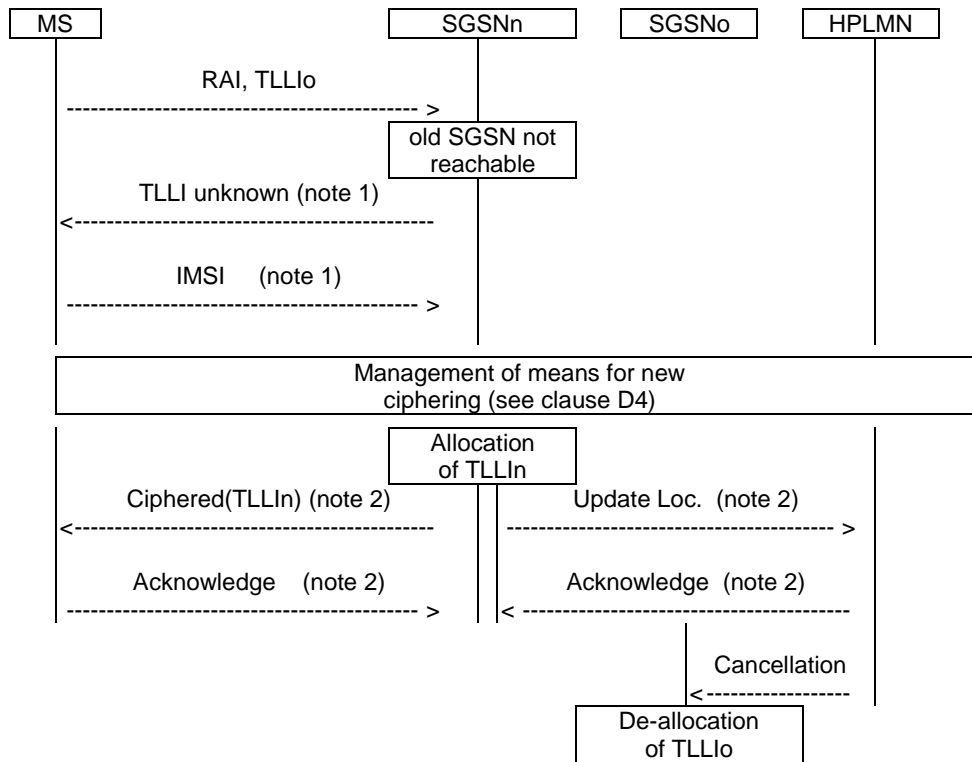 MS SGSNn SGSNo HPLMN
RAI, TLLIo
old SGSN not
reachable
TLLI unknown (note 1)
IMSI (note 1)
Management of means for new
ciphering (see clause D4)
Allocation
of TLLIn
Ciphered(TLLIn) (note 2) Update Loc. (note 2)
Acknowledge (note 2) Acknowledge (note 2)
Cancellation
De-allocation
of TLLIo